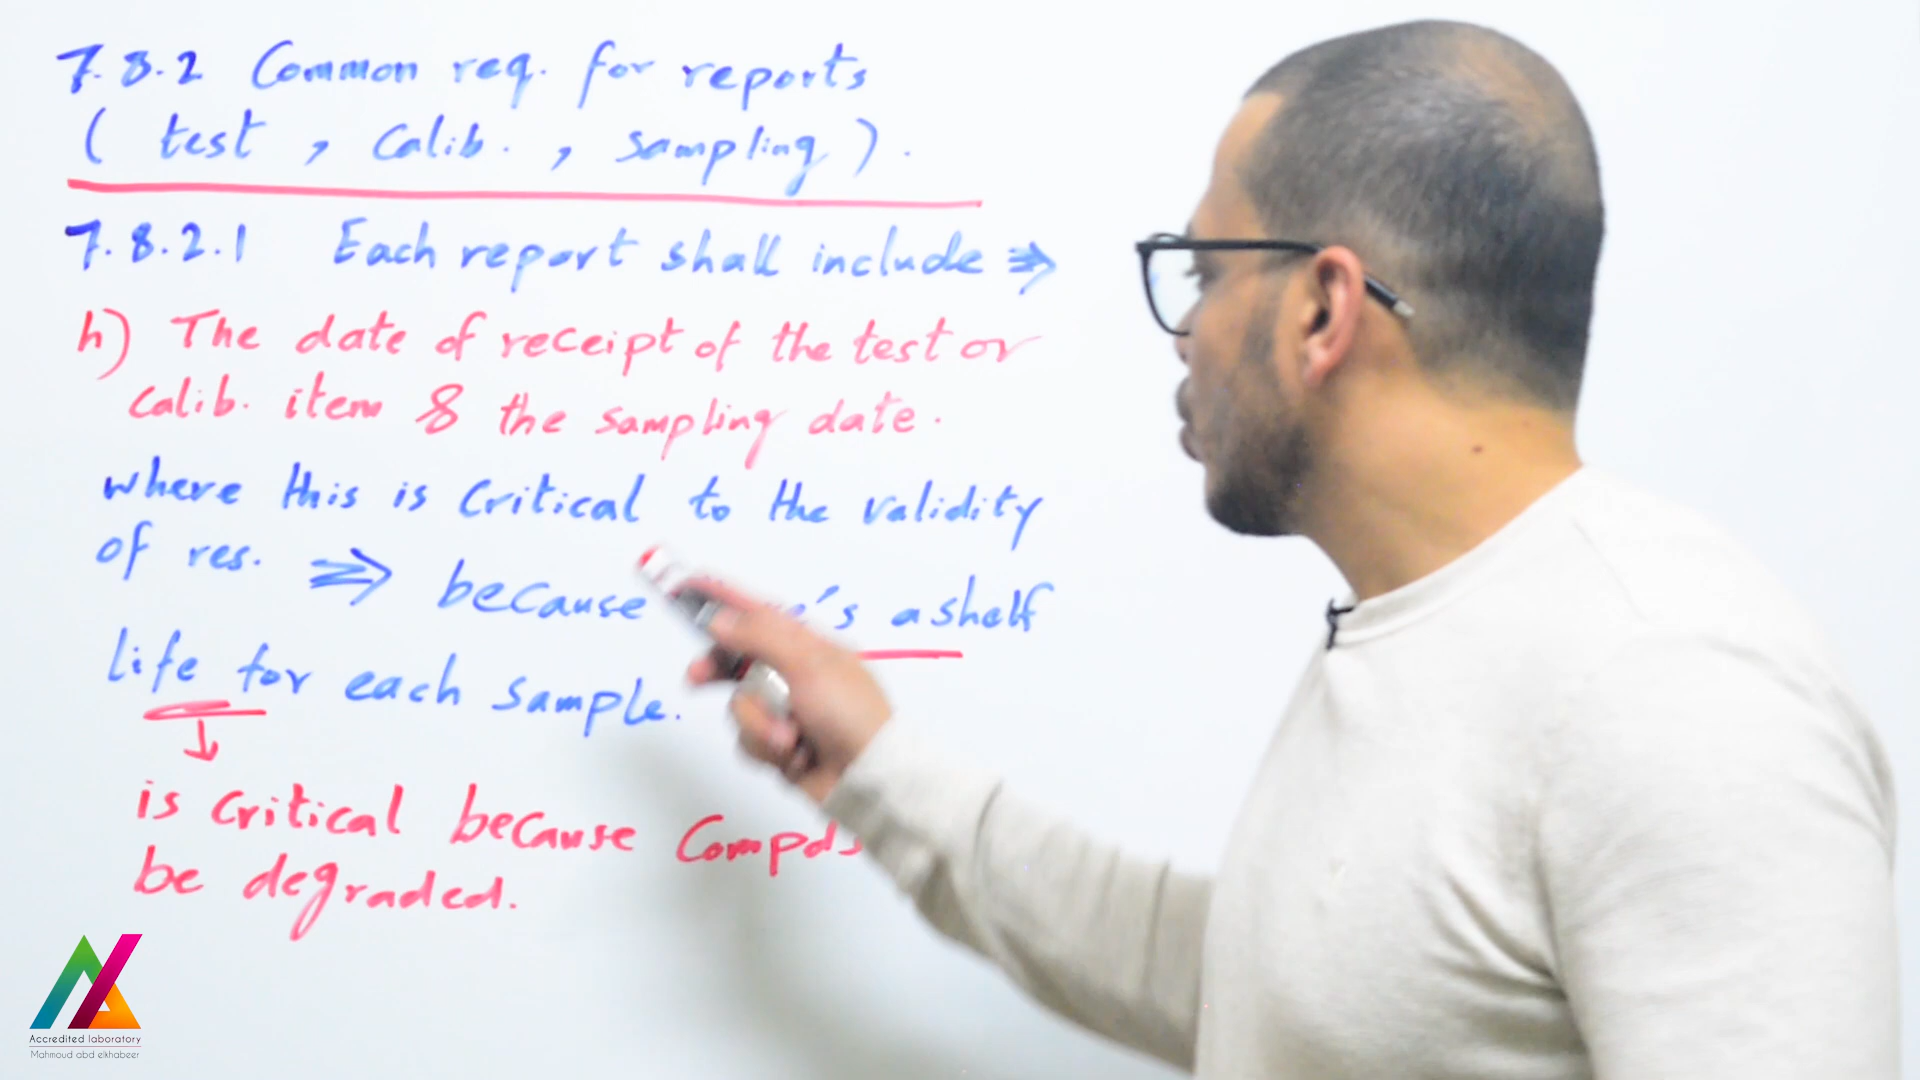 7.8.2 Common req. for reports
( test , Calib. , sampling ) .
7.8.2.1 Each report shall include ⇒
h) The date of receipt of the test or
Calib. item & the sampling date.
where this is Critical to the validity
of res. ⇒ because 's a shelf
life for each sample.
↓
is Critical because Compds
be degraded.
Accredited laboratory
Mahmoud abd elkhabeer